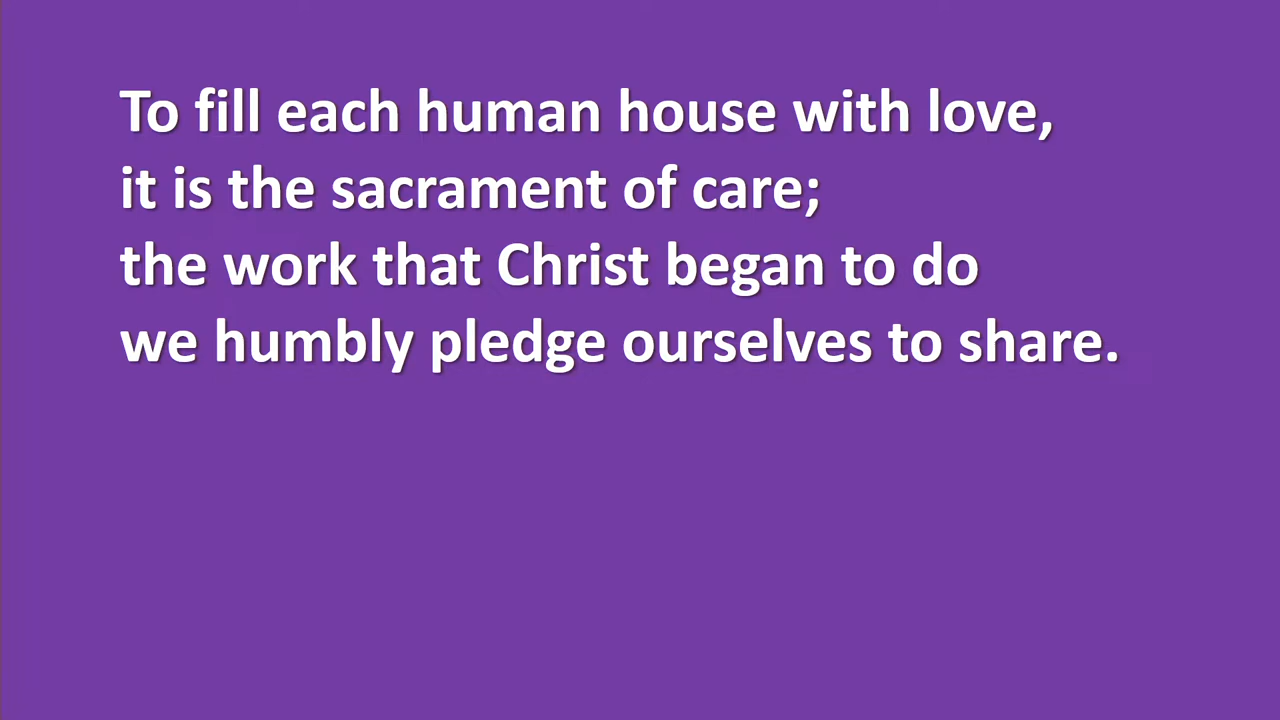 To fill each human house with love,
it is the sacrament of care;
the work that Christ began to do
we humbly pledge ourselves to share.